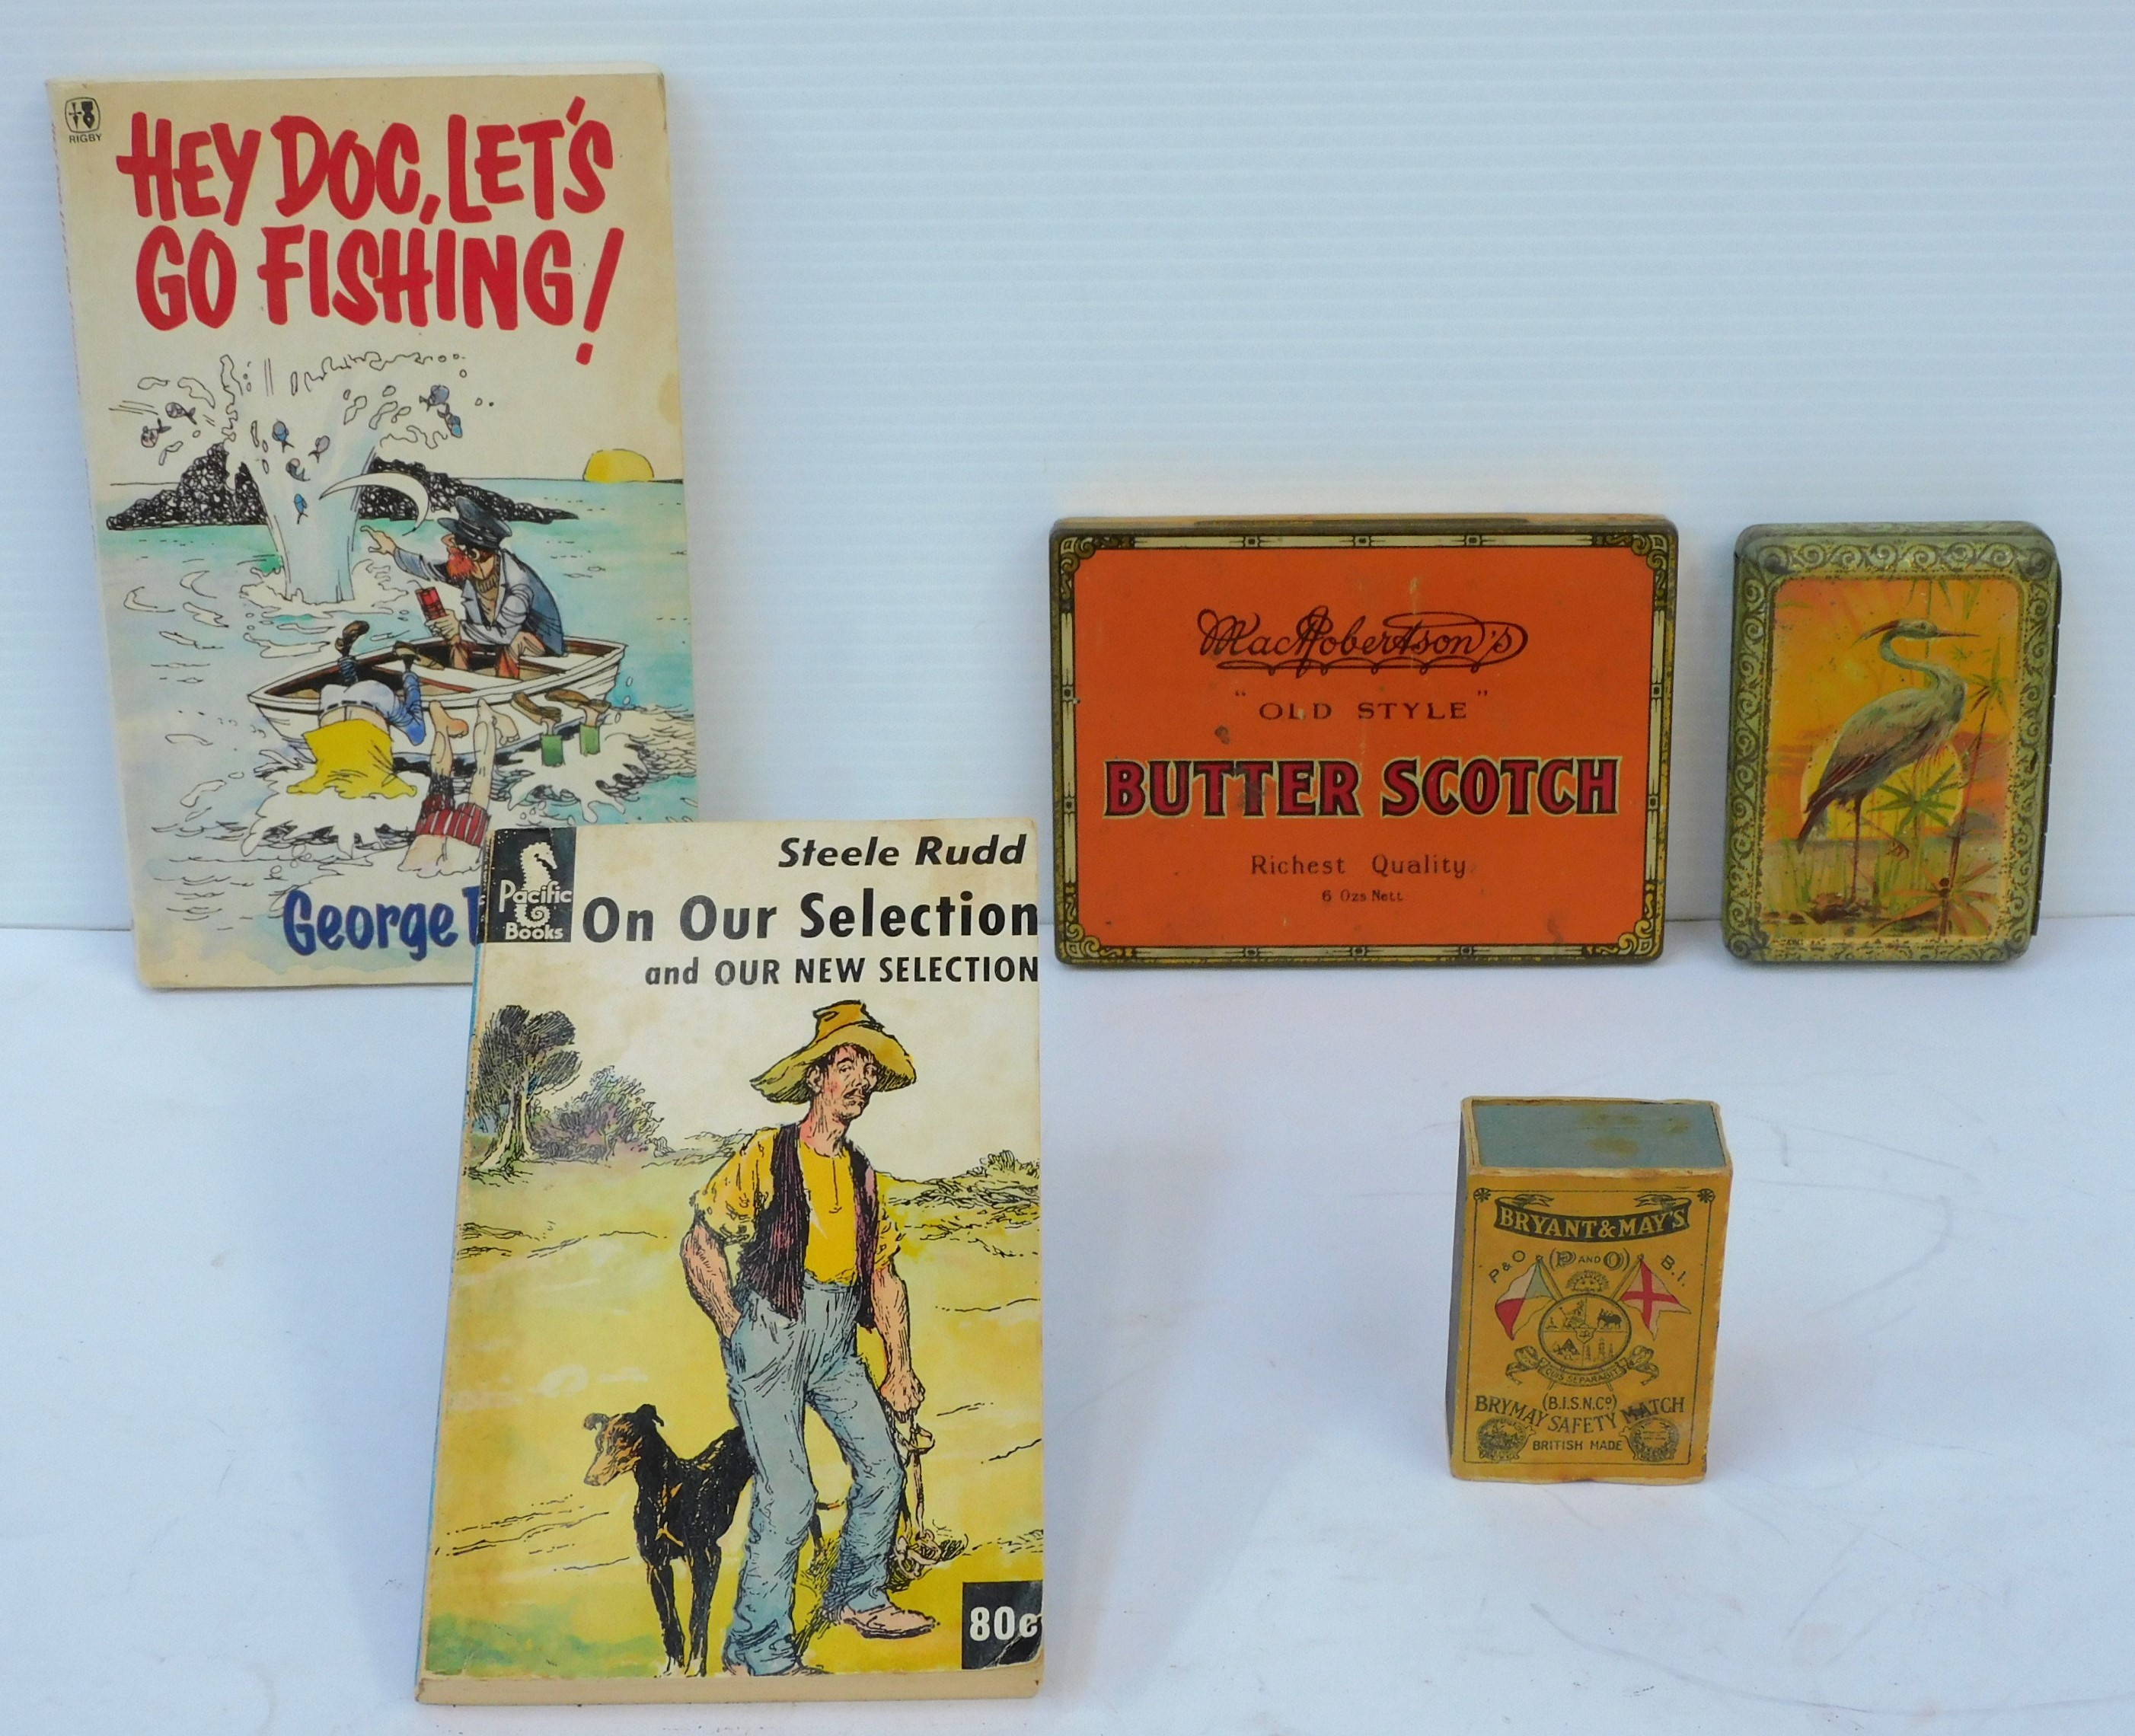 RIGBY
HEY DOC, LET'S
GO FISHING!
George
Pacific
Books
Steele Rudd
On Our Selection
and OUR NEW SELECTION
80c
MacRobertson's
"OLD STYLE"
BUTTER SCOTCH
Richest Quality
6 Ozs. Nett
BRYANT & MAY'S
P & O (P AND O) B.I.
QUIS SEPARABIT
(B.I.S.N.Cº)
BRYMAY SAFETY MATCH
BRITISH MADE